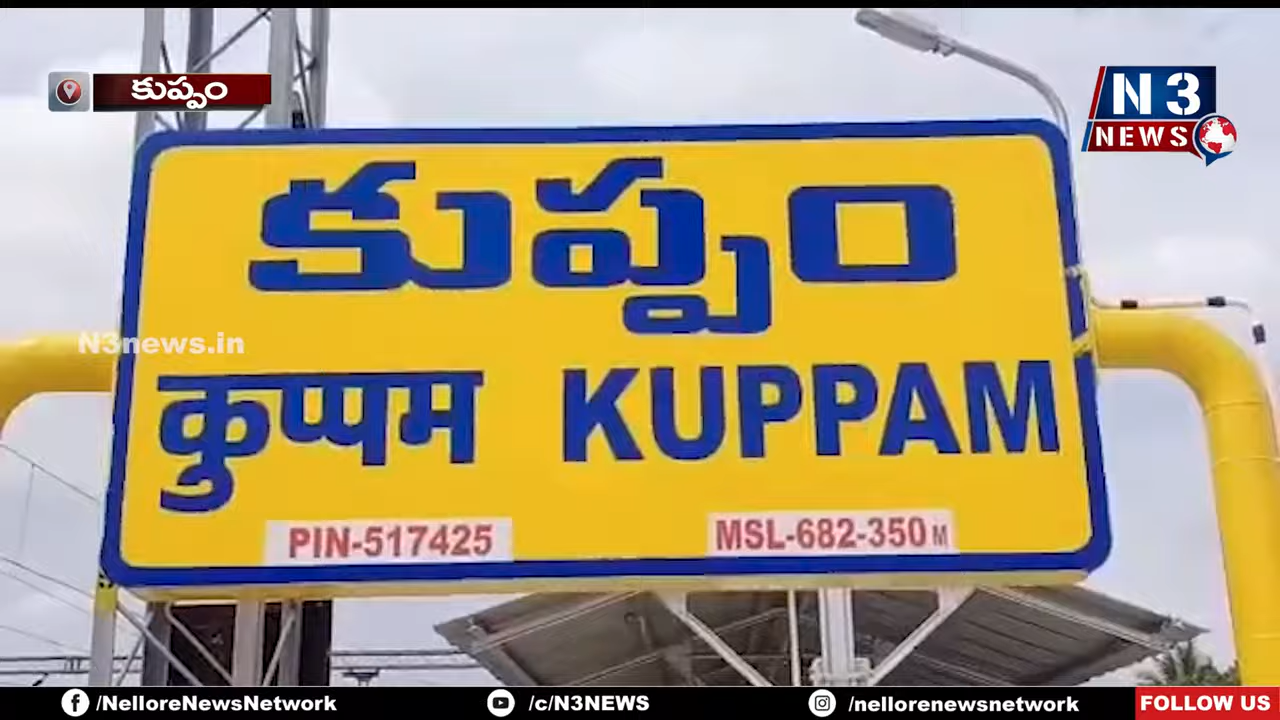 కుప్పం
N3
NEWS
కుప్పం
N3news.in
कुप्पम KUPPAM
PIN-517425 MSL-682-350 M
/NelloreNewsNetwork /c/N3NEWS /nellorenewsnetwork FOLLOW US